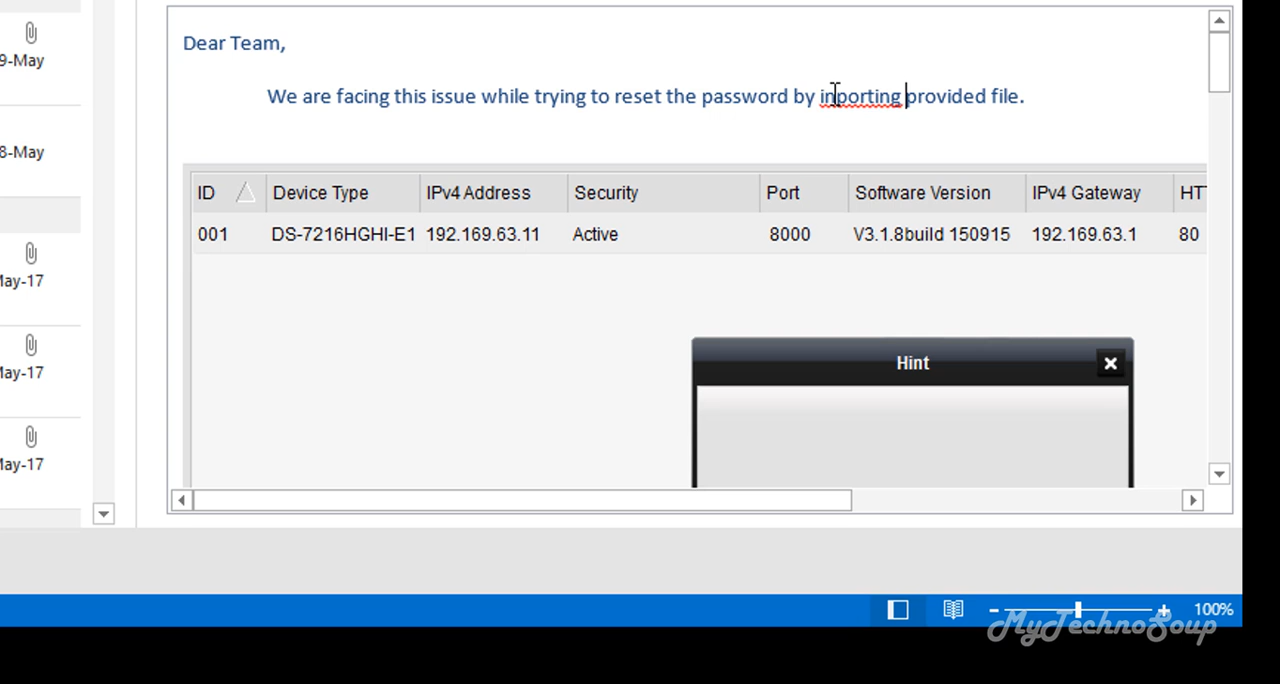 9-May
8-May
May-17
May-17
May-17
Dear Team,
We are facing this issue while trying to reset the password by inporting provided file.
ID Device Type IPv4 Address Security Port Software Version IPv4 Gateway HTT
001 DS-7216HGHI-E1 192.169.63.11 Active 8000 V3.1.8build 150915 192.169.63.1 80
Hint
100%
MyTechnoSoup